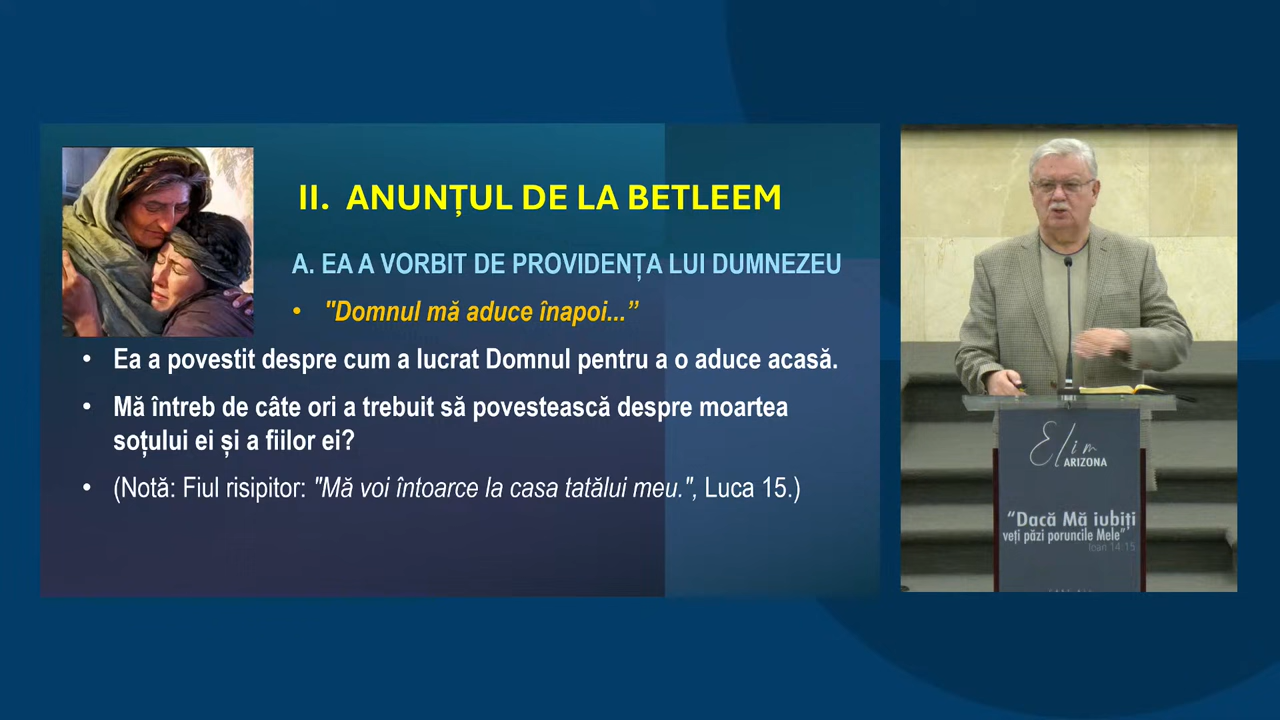 II. ANUNȚUL DE LA BETLEEM
A. EA A VORBIT DE PROVIDENȚA LUI DUMNEZEU
• "Domnul mă aduce înapoi...”
• Ea a povestit despre cum a lucrat Domnul pentru a o aduce acasă.
• Mă întreb de câte ori a trebuit să povestească despre moartea
soțului ei și a fiilor ei?
• (Notă: Fiul risipitor: "Mă voi întoarce la casa tatălui meu.", Luca 15.)
Elim
ARIZONA
“Dacă Mă iubiți
veți păzi poruncile Mele”
Ioan 14:15